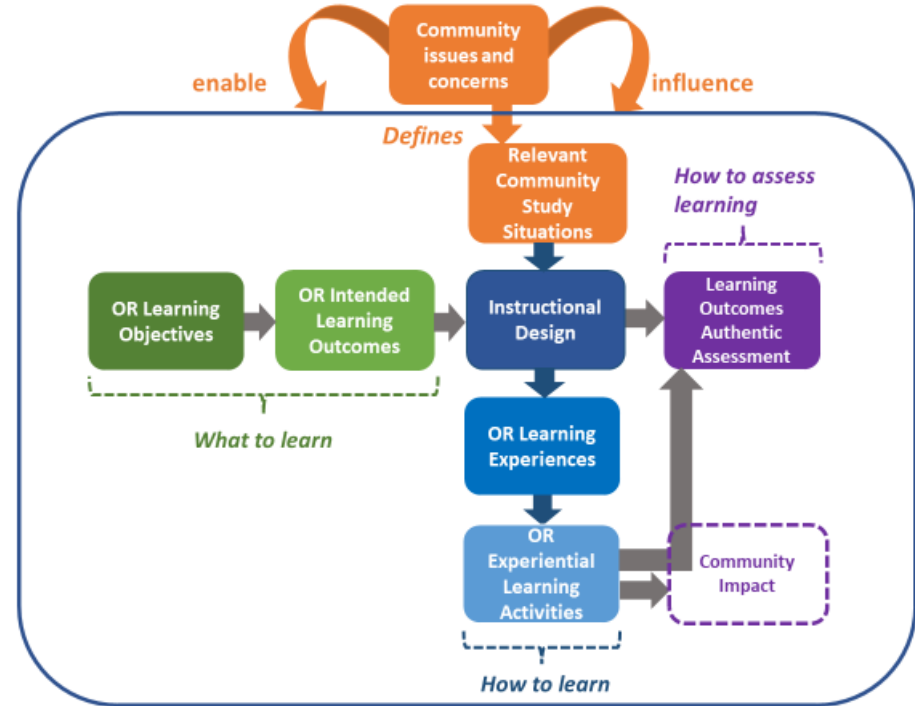 Community
issues and
concerns
enable
influence
Defines
Relevant
Community
Study
Situations
How to assess
learning
OR Learning
Objectives
OR Intended
Learning
Outcomes
Instructional
Design
Learning
Outcomes
Authentic
Assessment
What to learn
OR Learning
Experiences
OR
Experiential
Learning
Activities
Community
Impact
How to learn